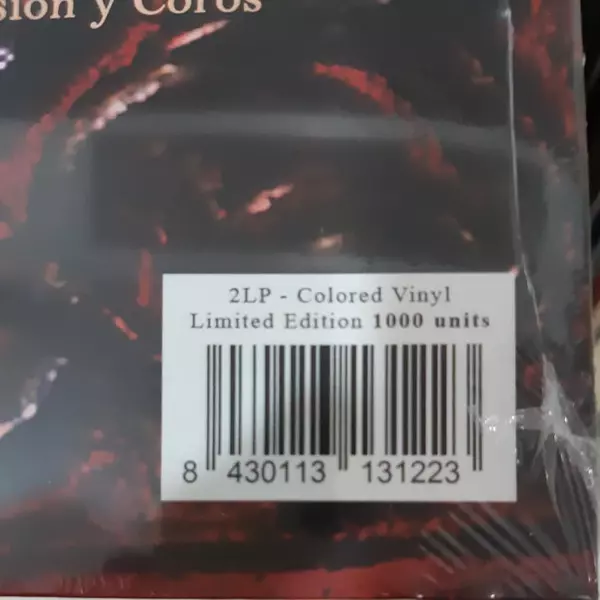 y Coros
2LP - Colored Vinyl
Limited Edition 1000 units
8 430113 131223